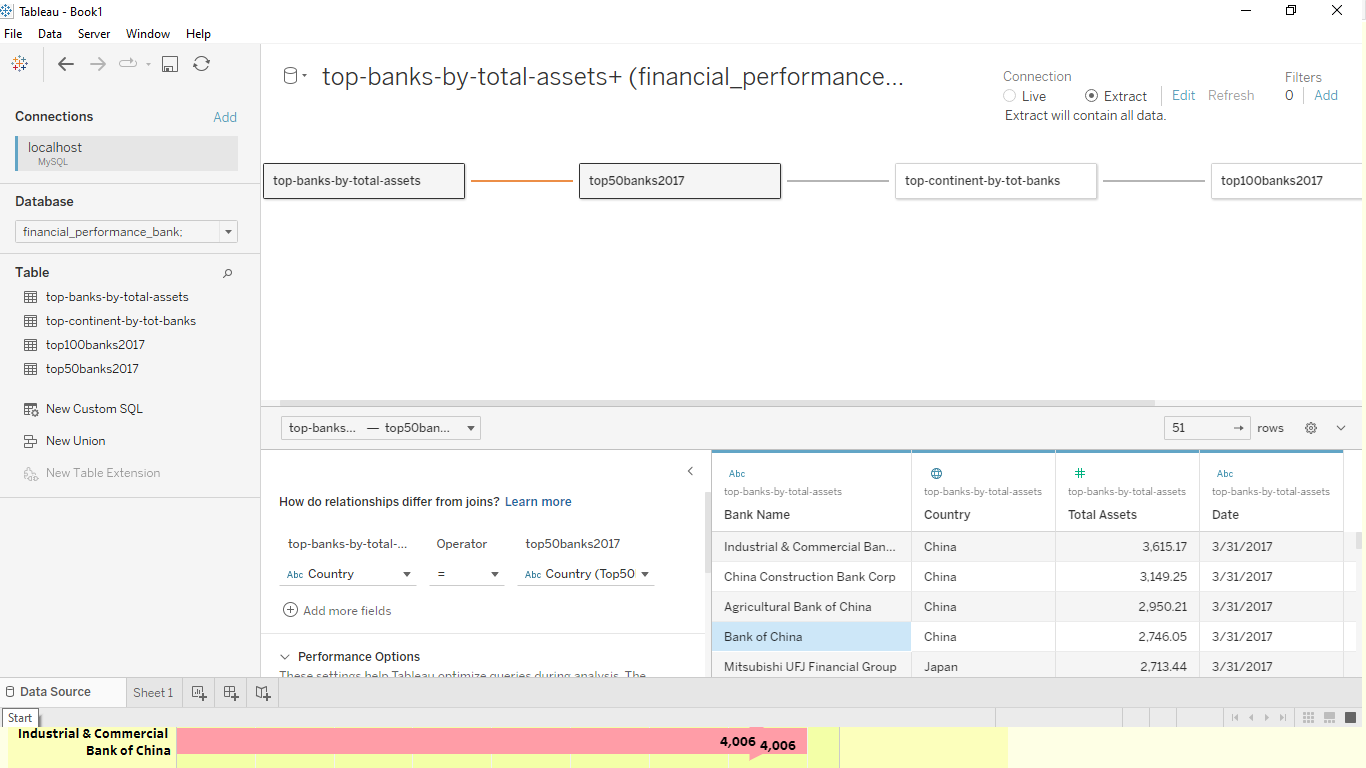 Tableau - Book1
File Data Server Window Help
top-banks-by-total-assets+ (financial_performance...
Connection
Live Extract Edit Refresh
Extract will contain all data.
Filters
0 Add
Connections Add
localhost
MySQL
Database
financial_performance_bank;
Table
top-banks-by-total-assets
top-continent-by-tot-banks
top100banks2017
top50banks2017
New Custom SQL
New Union
New Table Extension
top-banks-by-total-assets top50banks2017 top-continent-by-tot-banks top100banks2017
top-banks... — top50ban... 51 rows
How do relationships differ from joins? Learn more
top-banks-by-total-... Operator top50banks2017
Abc Country = Abc Country (Top50
Add more fields
Performance Options
These settings help Tableau optimize queries during analysis. The
Abc Abc
top-banks-by-total-assets top-banks-by-total-assets top-banks-by-total-assets top-banks-by-total-assets
Bank Name Country Total Assets Date
Industrial & Commercial Ban... China 3,615.17 3/31/2017
China Construction Bank Corp China 3,149.25 3/31/2017
Agricultural Bank of China China 2,950.21 3/31/2017
Bank of China China 2,746.05 3/31/2017
Mitsubishi UFJ Financial Group Japan 2,713.44 3/31/2017
Data Source Sheet 1
Start
Industrial & Commercial
Bank of China
4,006 4,006